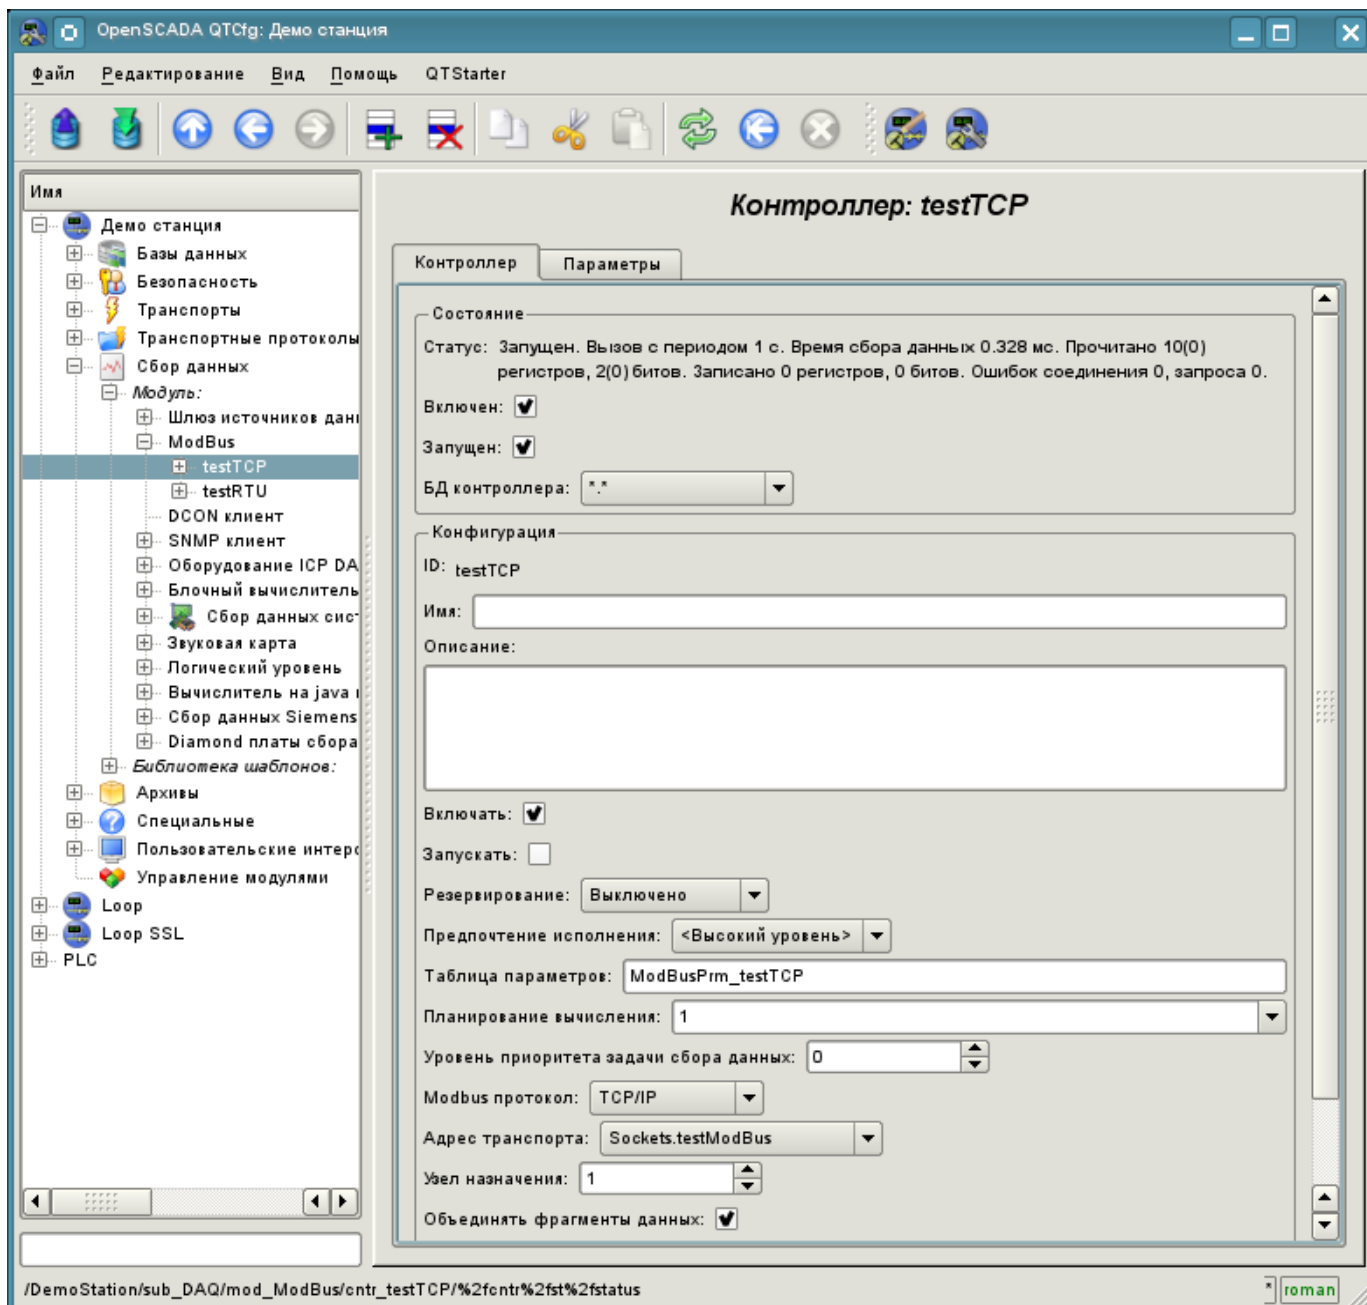 OpenSCADA QTCfg: Демо станция
Файл Редактирование Вид Помощь QTStarter
Имя
Демо станция
Базы данных
Безопасность
Транспорты
Транспортные протоколы
Сбор данных
Модуль:
Шлюз источников данн
ModBus
testTCP
testRTU
DCON клиент
SNMP клиент
Оборудование ICP DA
Блочный вычислитель
Сбор данных сист
Звуковая карта
Логический уровень
Вычислитель на java
Сбор данных Siemens
Diamond платы сбора
Библиотека шаблонов:
Архивы
Специальные
Пользовательские интерф
Управление модулями
Loop
Loop SSL
PLC
Контроллер: testTCP
Контроллер Параметры
Состояние
Статус: Запущен. Вызов с периодом 1 с. Время сбора данных 0.328 мс. Прочитано 10(0)
регистров, 2(0) битов. Записано 0 регистров, 0 битов. Ошибок соединения 0, запроса 0.
Включен:
Запущен:
БД контроллера: *.*
Конфигурация
ID: testTCP
Имя:
Описание:
Включать:
Запускать:
Резервирование: Выключено
Предпочтение исполнения: <Высокий уровень>
Таблица параметров: ModBusPrm_testTCP
Планирование вычисления: 1
Уровень приоритета задачи сбора данных: 0
Modbus протокол: TCP/IP
Адрес транспорта: Sockets.testModBus
Узел назначения: 1
Объединять фрагменты данных:
/DemoStation/sub_DAQ/mod_ModBus/cntr_testTCP/%2fcntr%2fst%2fstatus
* roman